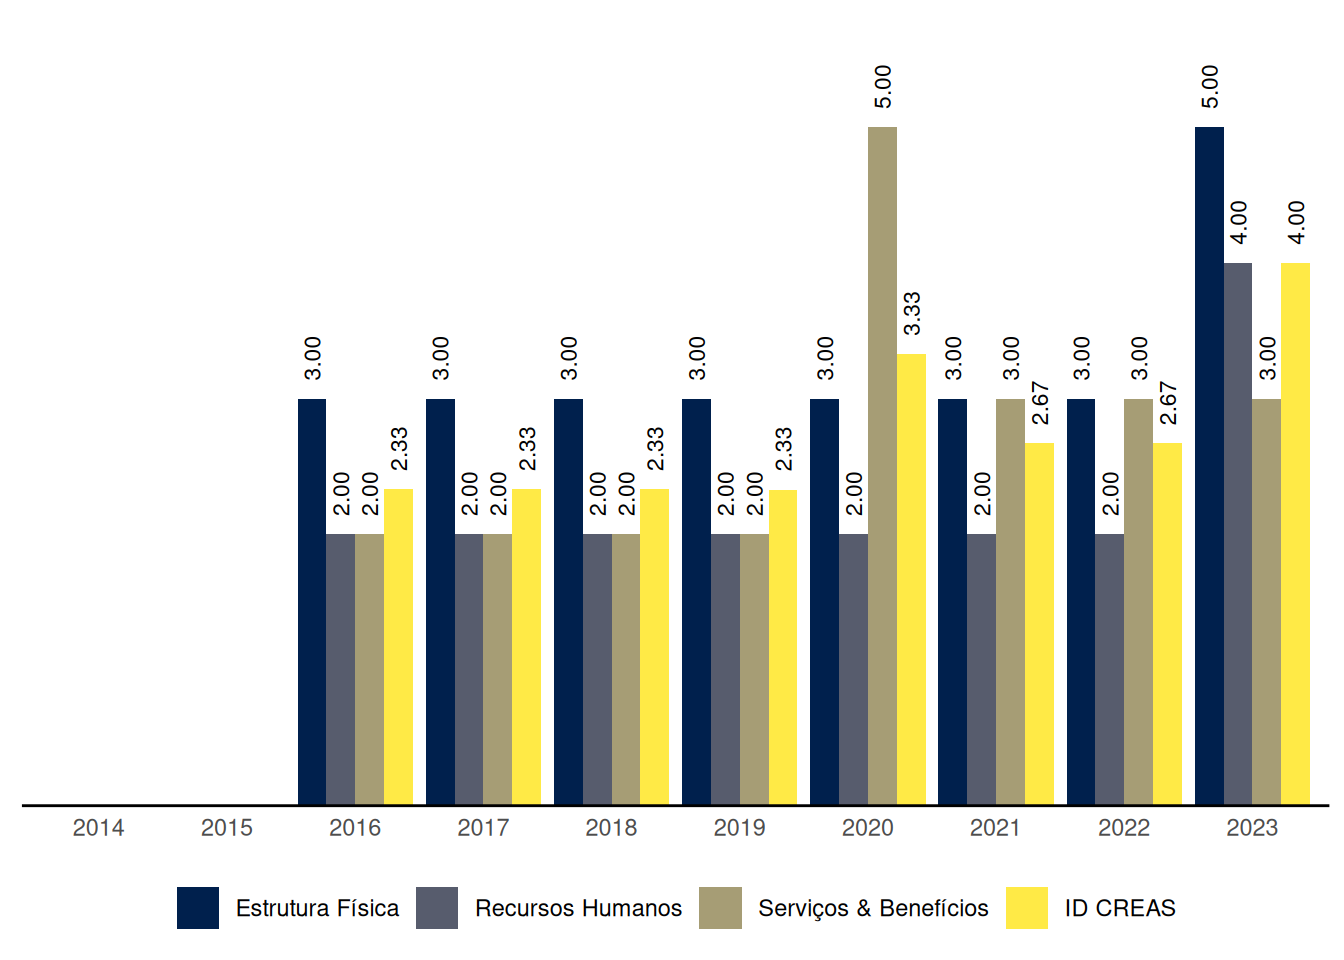 5.00 5.00
4.00 4.00
3.33
3.00 3.00 3.00 3.00 3.00 3.00 3.00 3.00 3.00 3.00
2.67 2.67
2.33 2.33 2.33 2.33
2.00 2.00 2.00 2.00 2.00 2.00 2.00 2.00 2.00 2.00 2.00
2014 2015 2016 2017 2018 2019 2020 2021 2022 2023
Estrutura Física Recursos Humanos Serviços & Benefícios ID CREAS